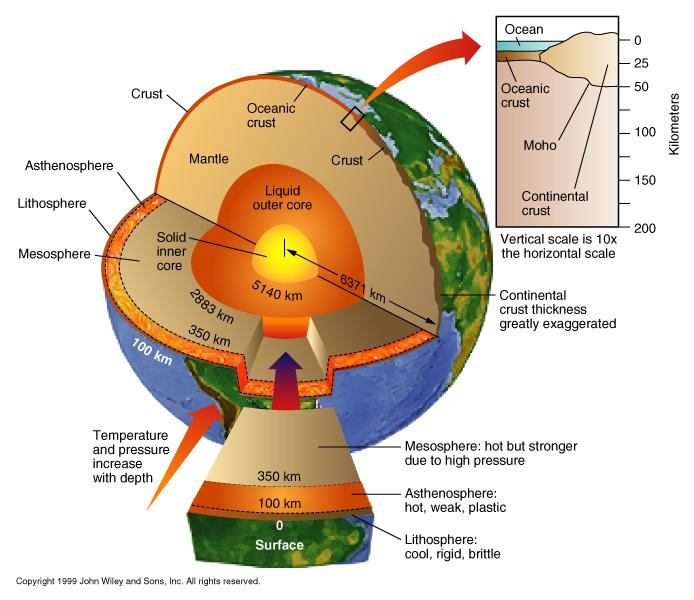 Ocean
0
25
50
100
150
200
Kilometers
Oceanic
crust
Moho
Continental
crust
Vertical scale is 10x
the horizontal scale
Crust
Oceanic
crust
Mantle
Crust
Asthenosphere
Lithosphere
Mesosphere
Liquid
outer core
Solid
inner
core
5140 km
6371 km
2883 km
350 km
100 km
Continental
crust thickness
greatly exaggerated
Temperature
and pressure
increase
with depth
Mesosphere: hot but stronger
due to high pressure
350 km
Asthenosphere:
hot, weak, plastic
100 km
0
Surface
Lithosphere:
cool, rigid, brittle
Copyright 1999 John Wiley and Sons, Inc. All rights reserved.